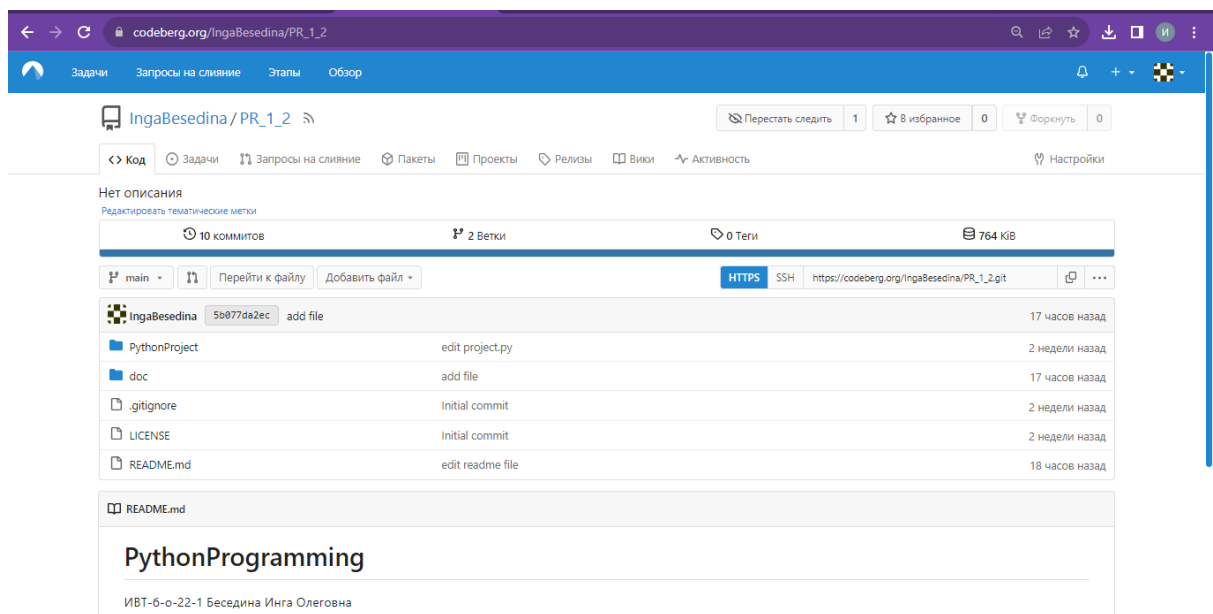 codeberg.org/IngaBesedina/PR_1_2
И
Задачи Запросы на слияние Этапы Обзор
IngaBesedina / PR_1_2 Перестать следить 1 В избранное 0 Форкнуть 0
Код Задачи Запросы на слияние Пакеты Проекты Релизы Вики Активность Настройки
Нет описания
Редактировать тематические метки
10 коммитов 2 Ветки 0 Теги 764 KiB
main Перейти к файлу Добавить файл HTTPS SSH https://codeberg.org/IngaBesedina/PR_1_2.git
IngaBesedina 5b077da2ec add file 17 часов назад
PythonProject edit project.py 2 недели назад
doc add file 17 часов назад
.gitignore Initial commit 2 недели назад
LICENSE Initial commit 2 недели назад
README.md edit readme file 18 часов назад
README.md
PythonProgramming
ИВТ-б-о-22-1 Беседина Инга Олеговна